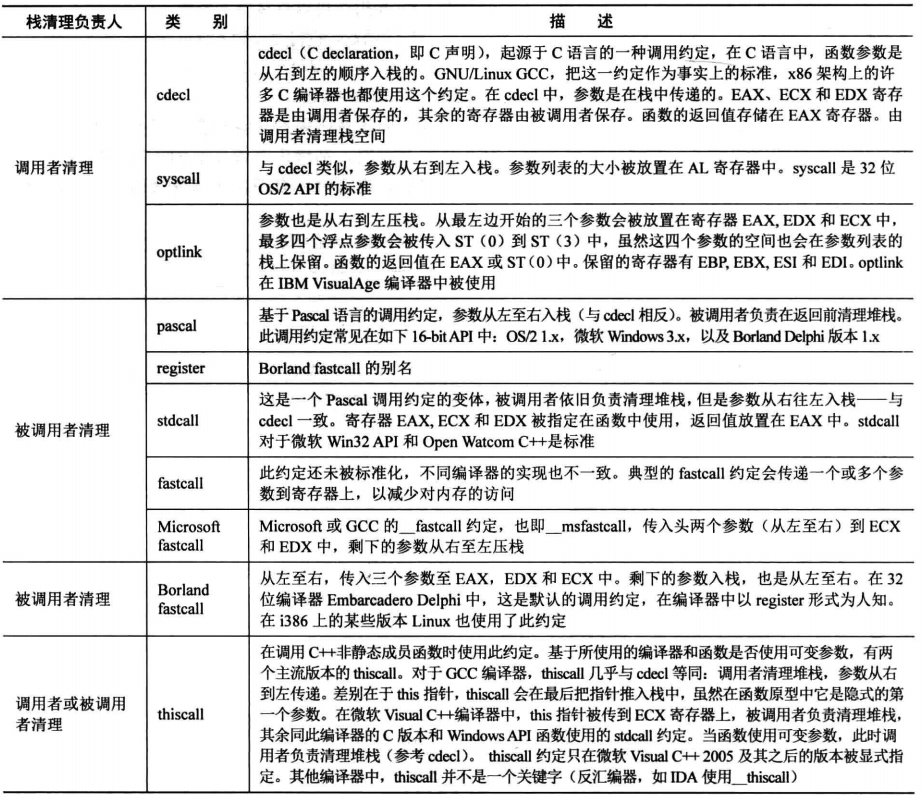 栈清理负责人 类 别 描 述
调用者清理
cdecl
cdecl（C declaration，即 C 声明），起源于 C 语言的一种调用约定，在 C 语言中，函数参数是
从右到左的顺序入栈的。GNU/Linux GCC，把这一约定作为事实上的标准，x86 架构上的许
多 C 编译器也都使用这个约定。在 cdecl 中，参数是在栈中传递的。EAX、ECX 和 EDX 寄存
器是由调用者保存的，其余的寄存器由被调用者保存。函数的返回值存储在 EAX 寄存器。由
调用者清理栈空间
syscall
与 cdecl 类似，参数从右到左入栈。参数列表的大小被放置在 AL 寄存器中。syscall 是 32 位
OS/2 API 的标准
optlink
参数也是从右到左压栈。从最左边开始的三个参数会被放置在寄存器 EAX, EDX 和 ECX 中，
最多四个浮点参数会被传入 ST（0）到 ST（3）中，虽然这四个参数的空间也会在参数列表的
栈上保留。函数的返回值在 EAX 或 ST（0）中。保留的寄存器有 EBP, EBX, ESI 和 EDI。optlink
在 IBM VisualAge 编译器中被使用
被调用者清理
pascal
基于 Pascal 语言的调用约定，参数从左至右入栈（与 cdecl 相反）。被调用者负责在返回前清理堆栈。
此调用约定常见在如下 16-bit API 中：OS/2 1.x，微软 Windows 3.x，以及 Borland Delphi 版本 1.x
register
Borland fastcall 的别名
stdcall
这是一个 Pascal 调用约定的变体，被调用者依旧负责清理堆栈，但是参数从右往左入栈——与
cdecl 一致。寄存器 EAX, ECX 和 EDX 被指定在函数中使用，返回值放置在 EAX 中。stdcall
对于微软 Win32 API 和 Open Watcom C++是标准
fastcall
此约定还未被标准化，不同编译器的实现也不一致。典型的 fastcall 约定会传递一个或多个参
数到寄存器上，以减少对内存的访问
Microsoft
fastcall
Microsoft 或 GCC 的__fastcall 约定，也即__msfastcall，传入头两个参数（从左至右）到 ECX
和 EDX 中，剩下的参数从右至左压栈
被调用者清理
Borland
fastcall
从左至右，传入三个参数至 EAX，EDX 和 ECX 中。剩下的参数入栈，也是从左至右。在 32
位编译器 Embarcadero Delphi 中，这是默认的调用约定，在编译器中以 register 形式为人知。
在 i386 上的某些版本 Linux 也使用了此约定
调用者或被调用
者清理
thiscall
在调用 C++非静态成员函数时使用此约定。基于所使用的编译器和函数是否使用可变参数，有两
个主流版本的 thiscall。对于 GCC 编译器，thiscall 几乎与 cdecl 等同：调用者清理堆栈，参数从右
到左传递。差别在于 this 指针，thiscall 会在最后把指针推入栈中，虽然在函数原型中它是隐式的第
一个参数。在微软 Visual C++编译器中，this 指针被传到 ECX 寄存器上，被调用者负责清理堆栈，
其余同此编译器的 C 版本和 Windows API 函数使用的 stdcall 约定。当函数使用可变参数，此时调
用者负责清理堆栈（参考 cdecl）。 thiscall 约定只在微软 Visual C++ 2005 及其之后的版本被显式指
定。其他编译器中，thiscall 并不是一个关键字（反汇编器，如 IDA 使用__thiscall）